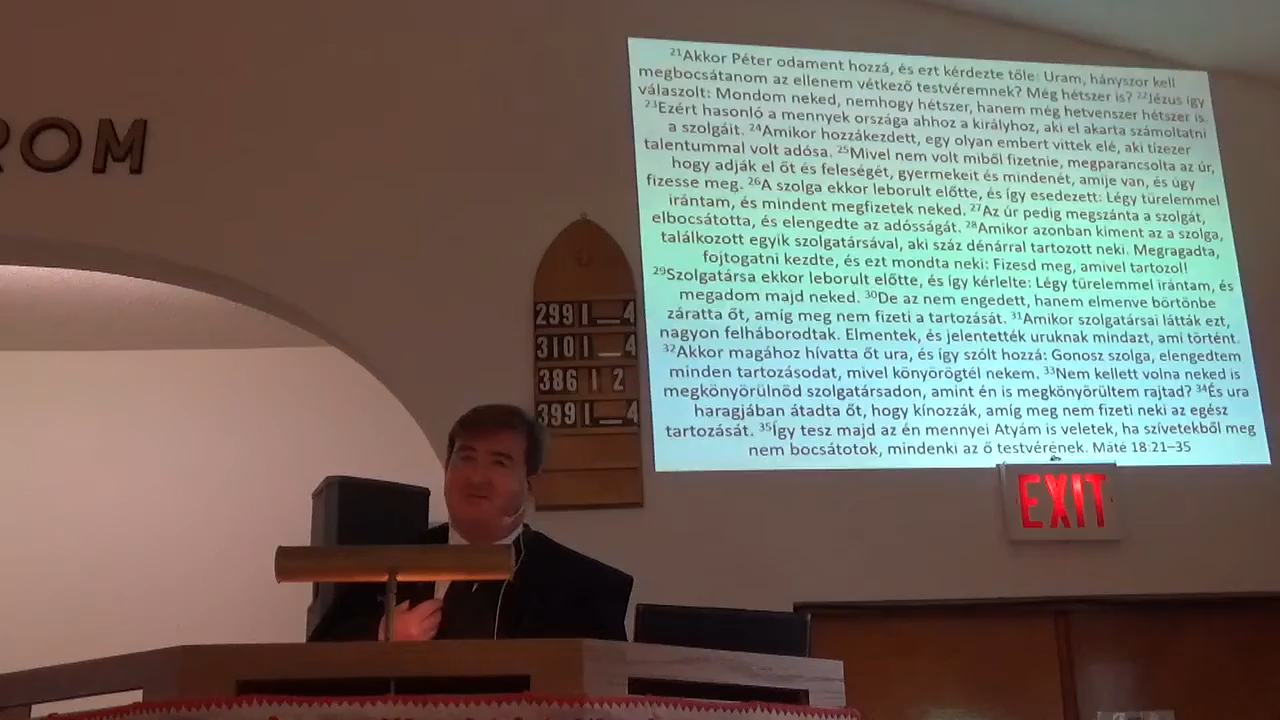 ROM
²¹Akkor Péter odament hozzá, és ezt kérdezte tőle: Uram, hányszor kell
megbocsátanom az ellenem vétkező testvéremnek? Még hétszer is? ²²Jézus így
válaszolt: Mondom neked, nemhogy hétszer, hanem még hetvenszer hétszer is.
²³Ezért hasonló a mennyek országa ahhoz a királyhoz, aki el akarta számoltatni
a szolgáit. ²⁴Amikor hozzákezdett, egy olyan embert vittek elé, aki tízezer
talentummal volt adósa. ²⁵Mivel nem volt miből fizetnie, megparancsolta az úr,
hogy adják el őt és feleségét, gyermekeit és mindenét, amije van, és úgy
fizesse meg. ²⁶A szolga ekkor leborult előtte, és így esedezett: Légy türelemmel
irántam, és mindent megfizetek neked. ²⁷Az úr pedig megszánta a szolgát,
elbocsátotta, és elengedte az adósságát. ²⁸Amikor azonban kiment az a szolga,
találkozott egyik szolgatársával, aki száz dénárral tartozott neki. Megragadta,
fojtogatni kezdte, és ezt mondta neki: Fizesd meg, amivel tartozol!
²⁹Szolgatársa ekkor leborult előtte, és így kérlelte: Légy türelemmel irántam, és
megadom majd neked. ³⁰De az nem engedett, hanem elmenve börtönbe
záratta őt, amíg meg nem fizeti a tartozását. ³¹Amikor szolgatársai látták ezt,
nagyon felháborodtak. Elmentek, és jelentették uruknak mindazt, ami történt.
³²Akkor magához hívatta őt ura, és így szólt hozzá: Gonosz szolga, elengedtem
minden tartozásodat, mivel könyörögtél nekem. ³³Nem kellett volna neked is
megkönyörülnöd szolgatársadon, amint én is megkönyörültem rajtad? ³⁴És ura
haragjában átadta őt, hogy kínozzák, amíg meg nem fizeti neki az egész
tartozását. ³⁵Így tesz majd az én mennyei Atyám is veletek, ha szívetekből meg
nem bocsátotok, mindenki az ő testvérének. Máté 18:21–35
299 1_4
310 1_4
386 1 2
399 1_4
EXIT